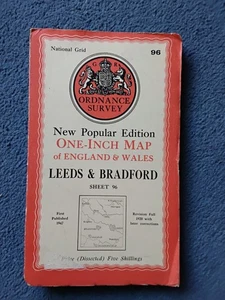 National Grid
96
ORDNANCE
SURVEY
New Popular Edition
ONE-INCH MAP
of ENGLAND & WALES
LEEDS & BRADFORD
SHEET 96
First
Published
1947
(Dissected) Five Shillings